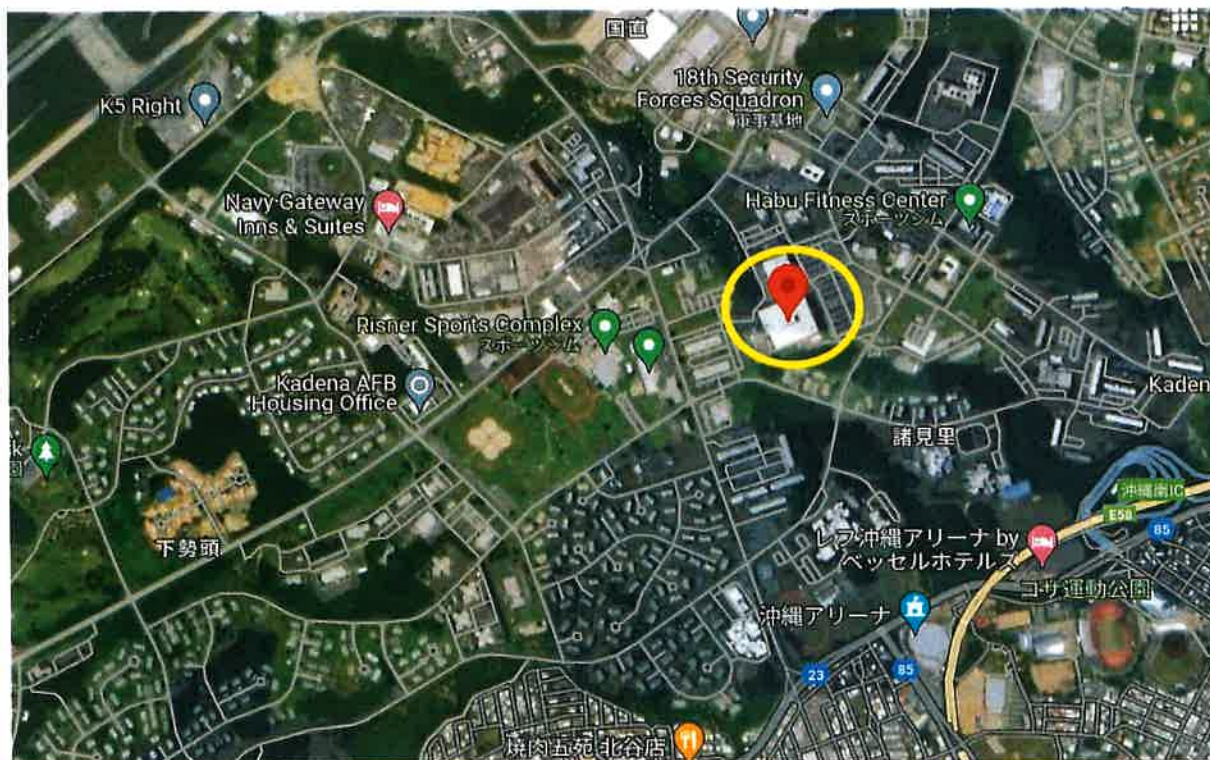 国直
K5 Right
18th Security
Forces Squadron
軍事基地
Navy Gateway
Inns & Suites
Habu Fitness Center
スポーツジム
Risner Sports Complex
スポーツジム
Kadena AFB
Housing Office
Kaden
k
園
諸見里
沖縄南IC
E58
85
下勢頭
レフ沖縄アリーナ by
ベッセルホテルズ
コザ運動公園
沖縄アリーナ
23
85
焼肉五苑 北谷店